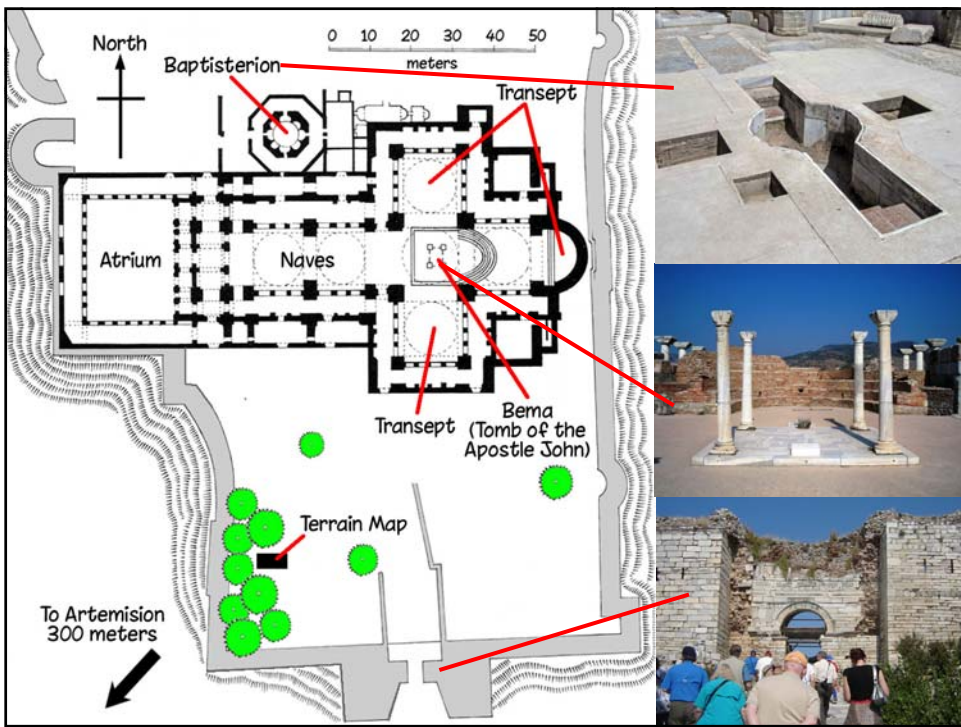 North
0 10 20 30 40 50
meters
Baptisterion
Transept
Atrium
Naves
Transept
Bema
(Tomb of the
Apostle John)
Terrain Map
To Artemision
300 meters